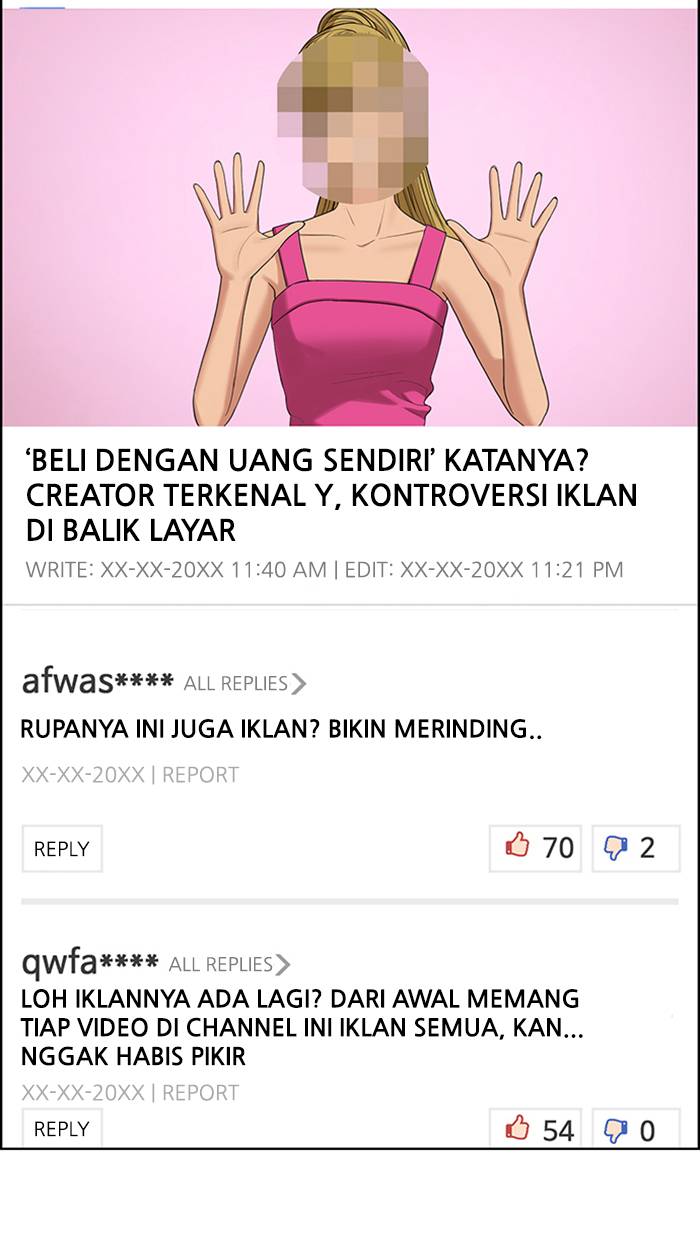 ‘BELI DENGAN UANG SENDIRI’ KATANYA?
CREATOR TERKENAL Y, KONTROVERSI IKLAN
DI BALIK LAYAR
WRITE: XX-XX-20XX 11:40 AM | EDIT: XX-XX-20XX 11:21 PM
afwas**** ALL REPLIES
RUPANYA INI JUGA IKLAN? BIKIN MERINDING..
XX-XX-20XX | REPORT
REPLY 70 2
qwfa**** ALL REPLIES
LOH IKLANNYA ADA LAGI? DARI AWAL MEMANG
TIAP VIDEO DI CHANNEL INI IKLAN SEMUA, KAN...
NGGAK HABIS PIKIR
XX-XX-20XX | REPORT
REPLY 54 0